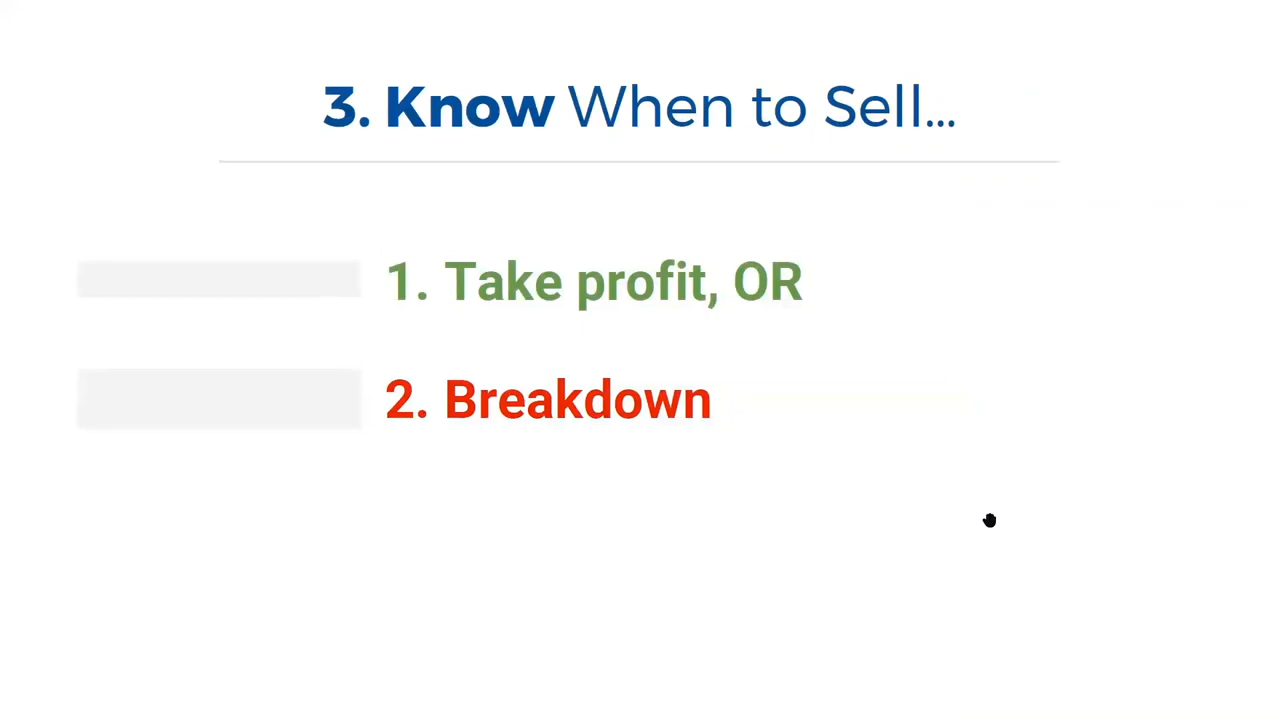 3. Know When to Sell...
1. Take profit, OR
2. Breakdown